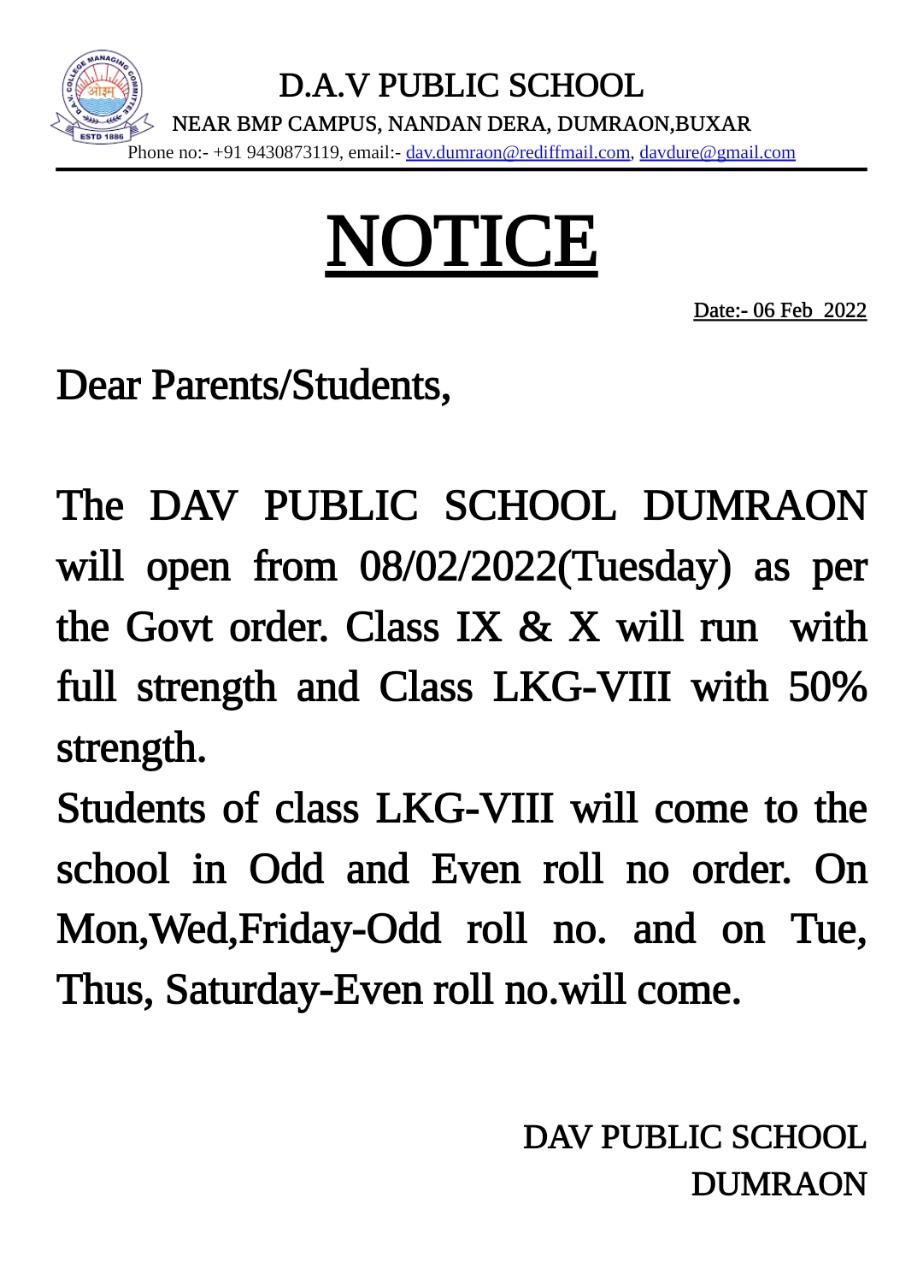 D.A.V. COLLEGE MANAGING COMMITTEE
ओ३म्
ESTD 1886
D.A.V PUBLIC SCHOOL
NEAR BMP CAMPUS, NANDAN DERA, DUMRAON,BUXAR
Phone no:- +91 9430873119, email:- dav.dumraon@rediffmail.com, davdure@gmail.com
NOTICE
Date:- 06 Feb 2022
Dear Parents/Students,
The DAV PUBLIC SCHOOL DUMRAON
will open from 08/02/2022(Tuesday) as per
the Govt order. Class IX & X will run with
full strength and Class LKG-VIII with 50%
strength.
Students of class LKG-VIII will come to the
school in Odd and Even roll no order. On
Mon,Wed,Friday-Odd roll no. and on Tue,
Thus, Saturday-Even roll no.will come.
DAV PUBLIC SCHOOL
DUMRAON